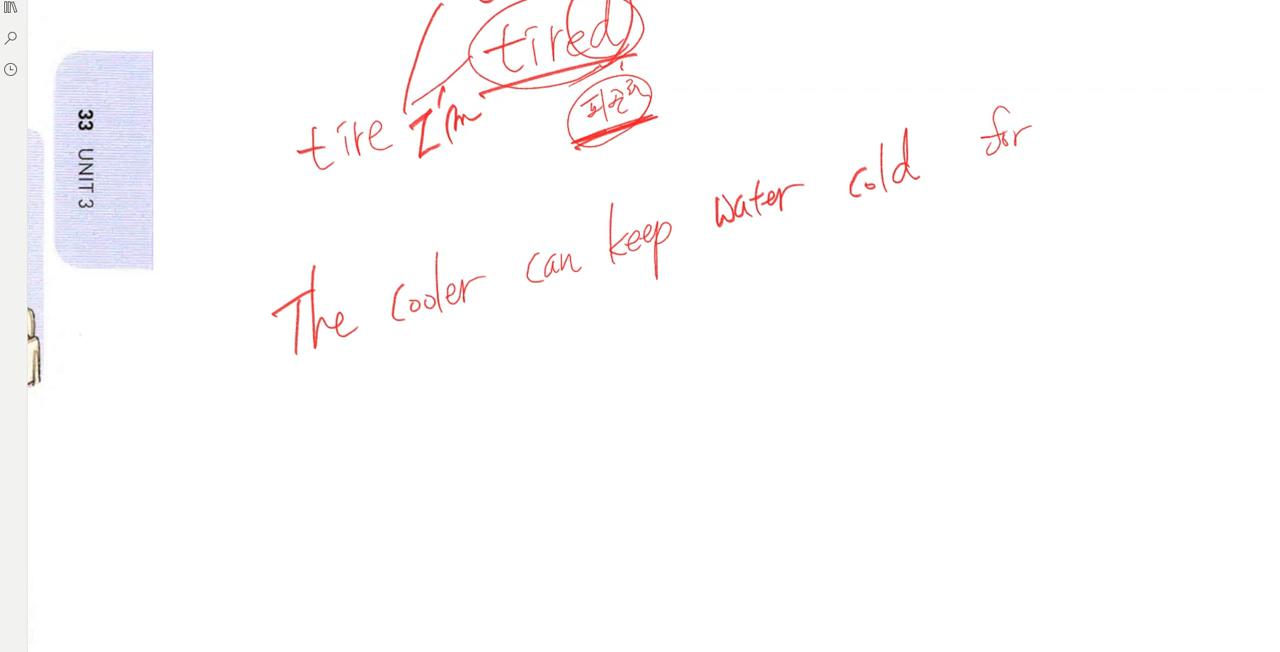 tired
tire I'm
피곤한
The cooler can keep water cold for
33 UNIT 3